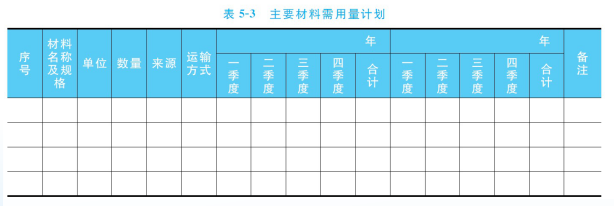 表 5-3 主要材料需用量计划
序号 材料名称及规格 单位 数量 来源 运输方式 年 年 备注
一季度 二季度 三季度 四季度 合计 一季度 二季度 三季度 四季度 合计